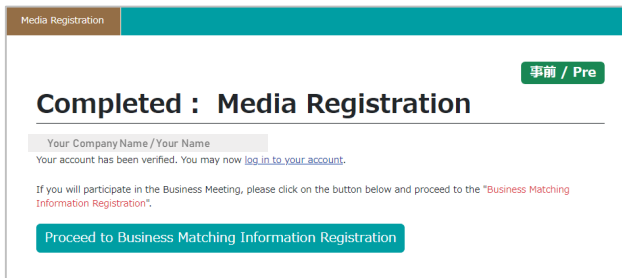 Media Registration
事前 / Pre
Completed : Media Registration
Your Company Name / Your Name
Your account has been verified. You may now log in to your account.
If you will participate in the Business Meeting, please click on the button below and proceed to the "Business Matching
Information Registration".
Proceed to Business Matching Information Registration